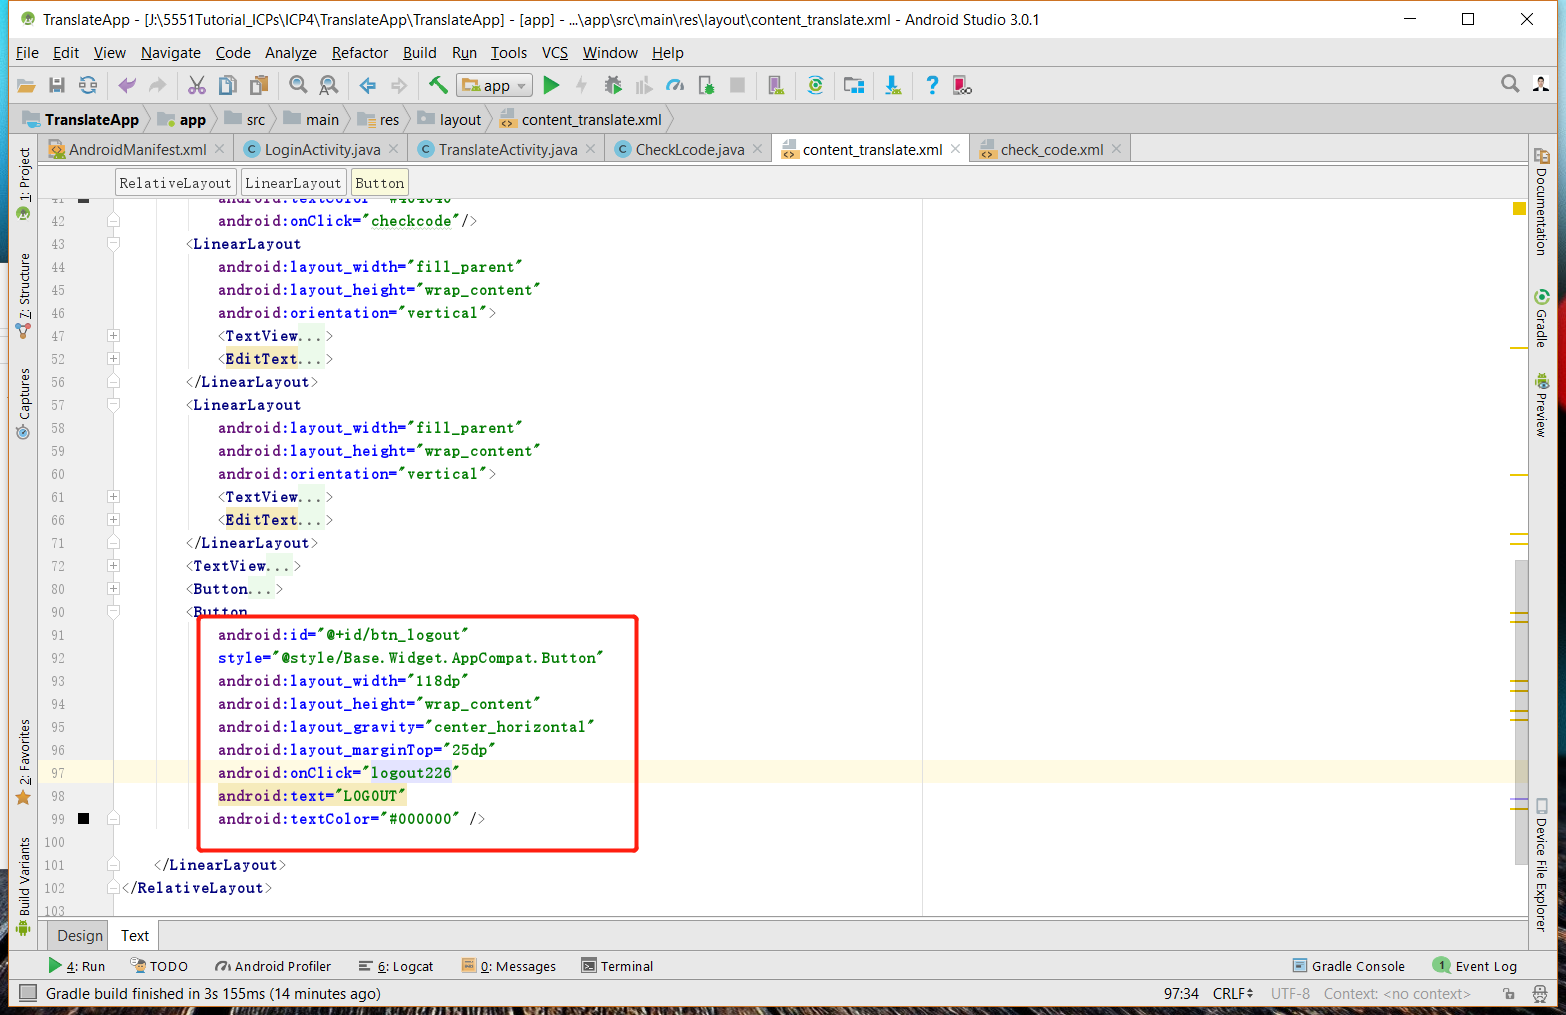 TranslateApp - [J:\5551Tutorial_ICPs\ICP4\TranslateApp\TranslateApp] - [app] - ...\app\src\main\res\layout\content_translate.xml - Android Studio 3.0.1
File Edit View Navigate Code Analyze Refactor Build Run Tools VCS Window Help
app
TranslateApp app src main res layout content_translate.xml
AndroidManifest.xml LoginActivity.java TranslateActivity.java CheckLcode.java content_translate.xml check_code.xml
RelativeLayout LinearLayout Button
41 android:textColor="#404040"
42 android:onClick="checkcode"/>
43 <LinearLayout
44 android:layout_width="fill_parent"
45 android:layout_height="wrap_content"
46 android:orientation="vertical">
47 <TextView...>
52 <EditText...>
56 </LinearLayout>
57 <LinearLayout
58 android:layout_width="fill_parent"
59 android:layout_height="wrap_content"
60 android:orientation="vertical">
61 <TextView...>
66 <EditText...>
71 </LinearLayout>
72 <TextView...>
80 <Button...>
90 <Button
91 android:id="@+id/btn_logout"
92 style="@style/Base.Widget.AppCompat.Button"
93 android:layout_width="118dp"
94 android:layout_height="wrap_content"
95 android:layout_gravity="center_horizontal"
96 android:layout_marginTop="25dp"
97 android:onClick="logout226"
98 android:text="LOGOUT"
99 android:textColor="#000000" />
100
101 </LinearLayout>
102 </RelativeLayout>
103
1: Project
7: Structure
Captures
2: Favorites
Build Variants
Documentation
Gradle
Preview
Device File Explorer
Design Text
4: Run TODO Android Profiler 6: Logcat 0: Messages Terminal Gradle Console 1 Event Log
Gradle build finished in 3s 155ms (14 minutes ago) 97:34 CRLF UTF-8 Context: <no context>